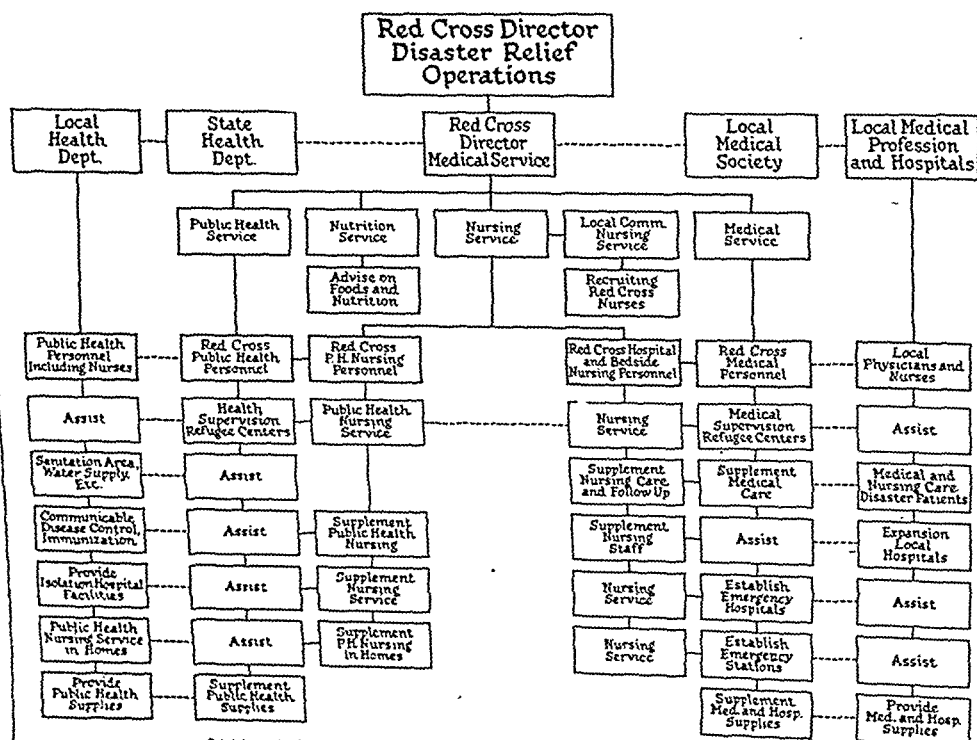 Red Cross Director
Disaster Relief
Operations
Local
Health
Dept.
State
Health
Dept.
Red Cross
Director
Medical Service
Local
Medical
Society
Local Medical
Profession
and Hospitals
Public Health
Service
Nutrition
Service
Nursing
Service
Local Comm.
Nursing
Service
Medical
Service
Advise on
Foods and
Nutrition
Recruiting
Red Cross
Nurses
Public Health
Personnel
Including Nurses
Red Cross
Public Health
Personnel
Red Cross
P.H. Nursing
Personnel
Red Cross Hospital
and Bedside
Nursing Personnel
Red Cross
Medical
Personnel
Local
Physicians and
Nurses
Assist
Health
Supervision
Refugee Centers
Public Health
Nursing
Service
Nursing
Service
Medical
Supervision
Refugee Centers
Assist
Sanitation Area,
Water Supply,
Etc.
Assist
Supplement
Nursing Care
and Follow Up
Supplement
Medical
Care
Medical and
Nursing Care
Disaster Patients
Communicable
Disease Control,
Immunization
Assist
Supplement
Public Health
Nursing
Supplement
Nursing
Staff
Assist
Expansion
Local
Hospitals
Provide
Isolation Hospital
Facilities
Assist
Supplement
Nursing
Service
Nursing
Service
Establish
Emergency
Hospitals
Assist
Public Health
Nursing Service
in Homes
Assist
Supplement
P.H. Nursing
in Homes
Nursing
Service
Establish
Emergency
Stations
Assist
Provide
Public Health
Supplies
Supplement
Public Health
Supplies
Supplement
Med. and Hosp.
Supplies
Provide
Med. and Hosp.
Supplies